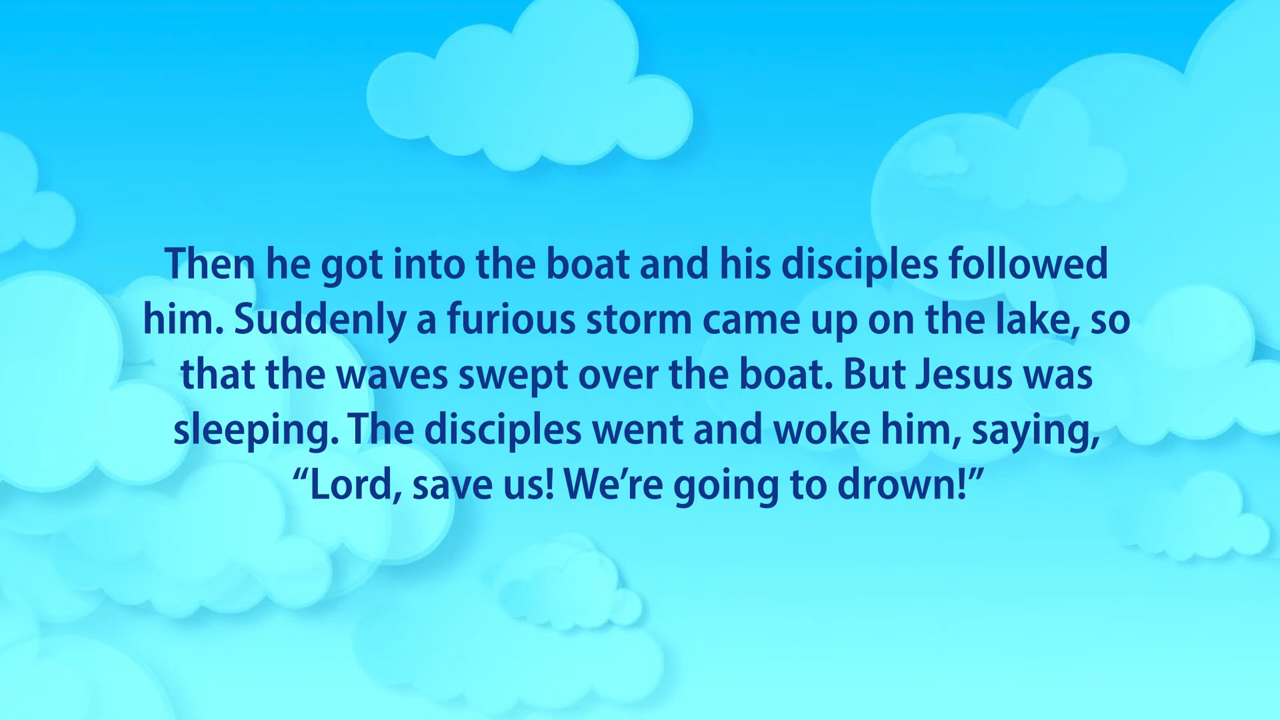 Then he got into the boat and his disciples followed
him. Suddenly a furious storm came up on the lake, so
that the waves swept over the boat. But Jesus was
sleeping. The disciples went and woke him, saying,
“Lord, save us! We’re going to drown!”